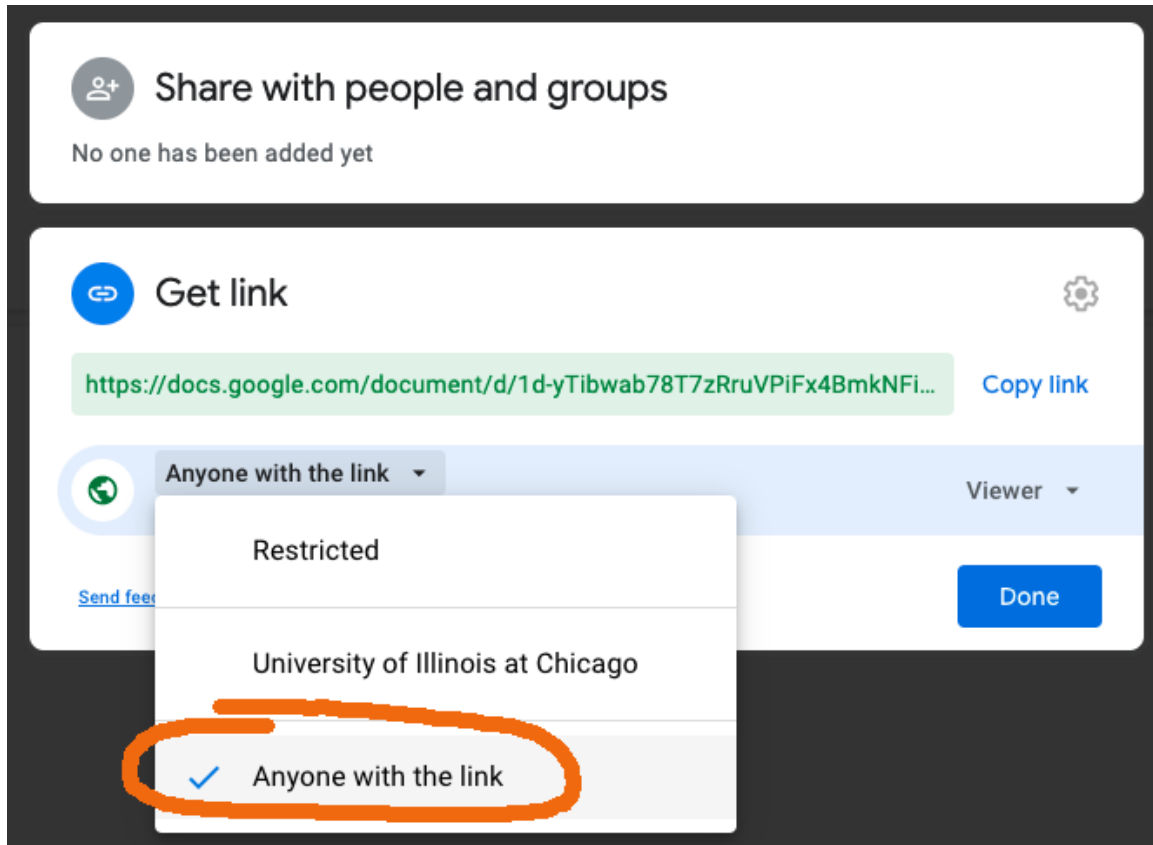 Share with people and groups
No one has been added yet
Get link
https://docs.google.com/document/d/1d-yTibwab78T7zRruVPiFx4BmkNFi...
Copy link
Anyone with the link
Viewer
Restricted
Send feed
Done
University of Illinois at Chicago
Anyone with the link